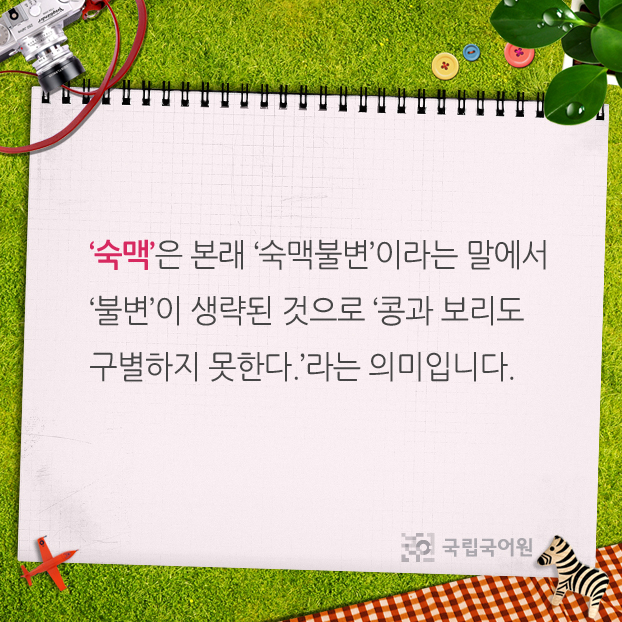 ‘숙맥’은 본래 ‘숙맥불변’이라는 말에서
‘불변’이 생략된 것으로 ‘콩과 보리도
구별하지 못한다.’라는 의미입니다.
국립국어원